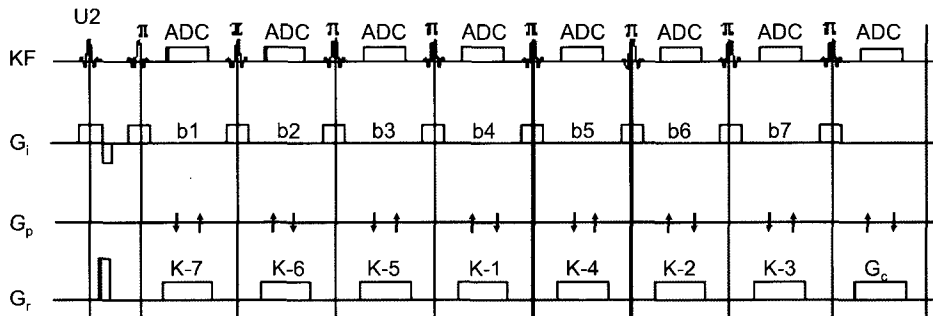 U2
π ADC π ADC π ADC π ADC π ADC π ADC π ADC π ADC
KF
Gi b1 b2 b3 b4 b5 b6 b7
Gp
K-7 K-6 K-5 K-1 K-4 K-2 K-3 Gc
Gr